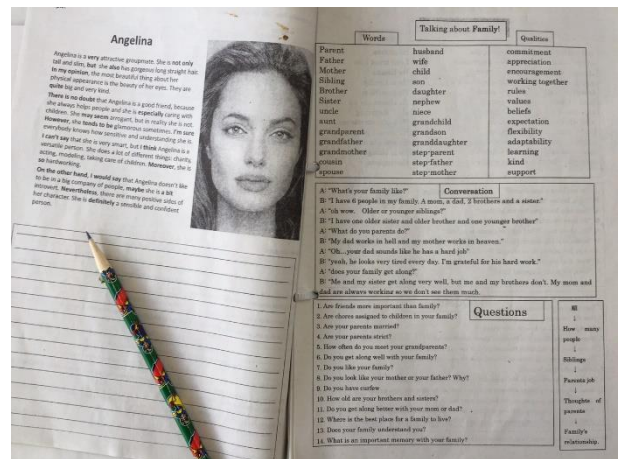 Angelina
Angelina is a very attractive groupmate. She is not only
tall and slim, but she also has gorgeous long straight hair.
In my opinion, the most beautiful thing about her
physical appearance is the beauty of her eyes. They are
quite big and very kind.
There is no doubt that Angelina is a good friend, because
she always helps people and she is especially caring with
children. She may seem arrogant, but in reality she is not.
However, she tends to be glamorous sometimes. I'm sure
everybody knows how sensitive and understanding she is.
I can't say that she is very smart, but I think Angelina is a
versatile person. She does a lot of different things: charity,
acting, modeling, taking care of children. Moreover, she is
so hardworking.
On the other hand, I would say that Angelina doesn't like
to be in a big company of people, maybe she is a bit
introvert. Nevertheless, there are many positive sides of
her character. She is definitely a sensible and confident
person.
Talking about Family!
Words
Qualities
Parent husband commitment
Father wife appreciation
Mother child encouragement
Sibling son working together
Brother daughter rules
Sister nephew values
uncle niece beliefs
aunt grandchild expectation
grandparent grandson flexibility
grandfather granddaughter adaptability
grandmother step-parent learning
cousin step-father kind
spouse step-mother support
Conversation
A: "What's your family like?"
B: "I have 6 people in my family. A mom, a dad, 3 brothers and a sister."
A: "oh wow. Older or younger siblings?"
B: "I have one older sister and older brother and one younger brother"
A: "What do you parents do?"
B: "My dad works in hell and my mother works in heaven."
A: "Oh...your dad sounds like he has a hard job"
B: "yeah, he looks very tired every day. I'm grateful for his hard work."
A: "does your family get along?"
B: "Me and my sister get along very well, but me and my brothers don't. My mom and
dad are always working so we don't see them much.
Questions
1. Are friends more important than family?
2. Are chores assigned to children in your family?
3. Are your parents married?
4. Are your parents strict?
5. How often do you meet your grandparents?
6. Do you get along well with your family?
7. Do you like your family?
8. Do you look like your mother or your father? Why?
9. Do you have curfew
10. How old are your brothers and sisters?
11. Do you get along better with your mom or dad?
12. Where is the best place for a family to live?
13. Does your family understand you?
14. What is an important memory with your family?
How many
people
↓
Siblings
↓
Parents job
↓
Thoughts of
parents
↓
Family's
relationship.